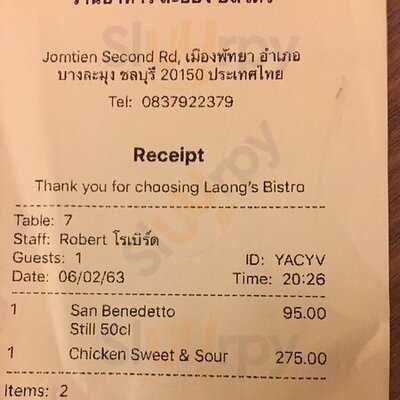 Jomtien Second Rd, เมืองพัทยา อำเภอ
บางละมุง ชลบุรี 20150 ประเทศไทย
Tel: 0837922379
Receipt
Thank you for choosing Laong's Bistro
Table: 7
Staff: Robert โรเบิร์ด
Guests: 1 ID: YACYV
Date: 06/02/63 Time: 20:26
1 San Benedetto 95.00
Still 50cl
1 Chicken Sweet & Sour 275.00
Items: 2